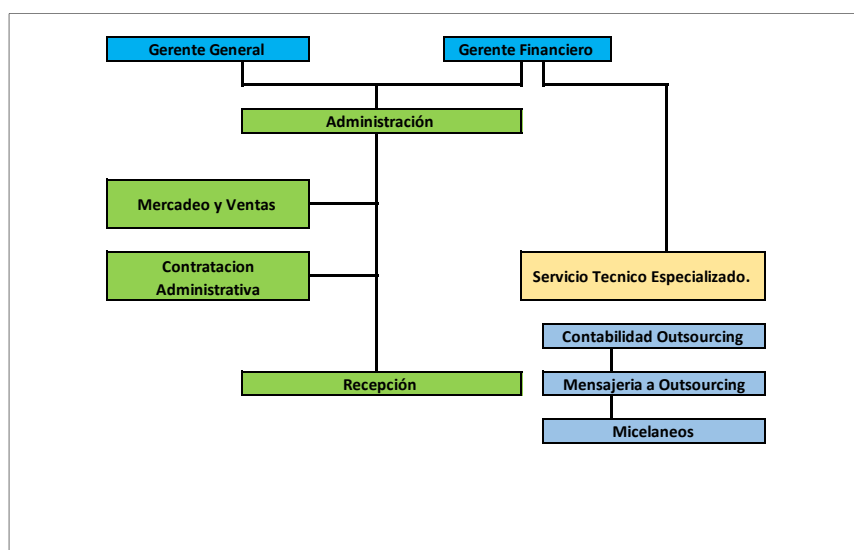 Gerente General
Gerente Financiero
Administración
Mercadeo y Ventas
Contratacion
Administrativa
Servicio Tecnico Especializado.
Contabilidad Outsourcing
Recepción
Mensajeria a Outsourcing
Micelaneos